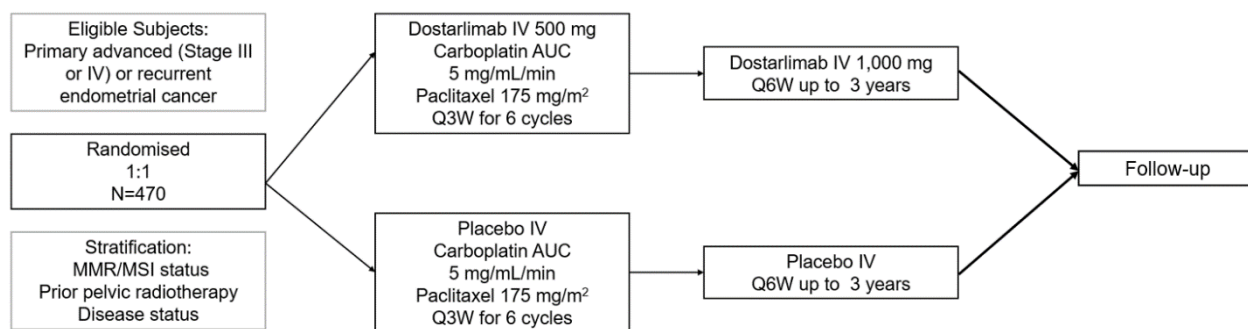 Eligible Subjects:
Primary advanced (Stage III
or IV) or recurrent
endometrial cancer
Randomised
1:1
N=470
Stratification:
MMR/MSI status
Prior pelvic radiotherapy
Disease status
Dostarlimab IV 500 mg
Carboplatin AUC
5 mg/mL/min
Paclitaxel 175 mg/m²
Q3W for 6 cycles
Placebo IV
Carboplatin AUC
5 mg/mL/min
Paclitaxel 175 mg/m²
Q3W for 6 cycles
Dostarlimab IV 1,000 mg
Q6W up to 3 years
Placebo IV
Q6W up to 3 years
Follow-up